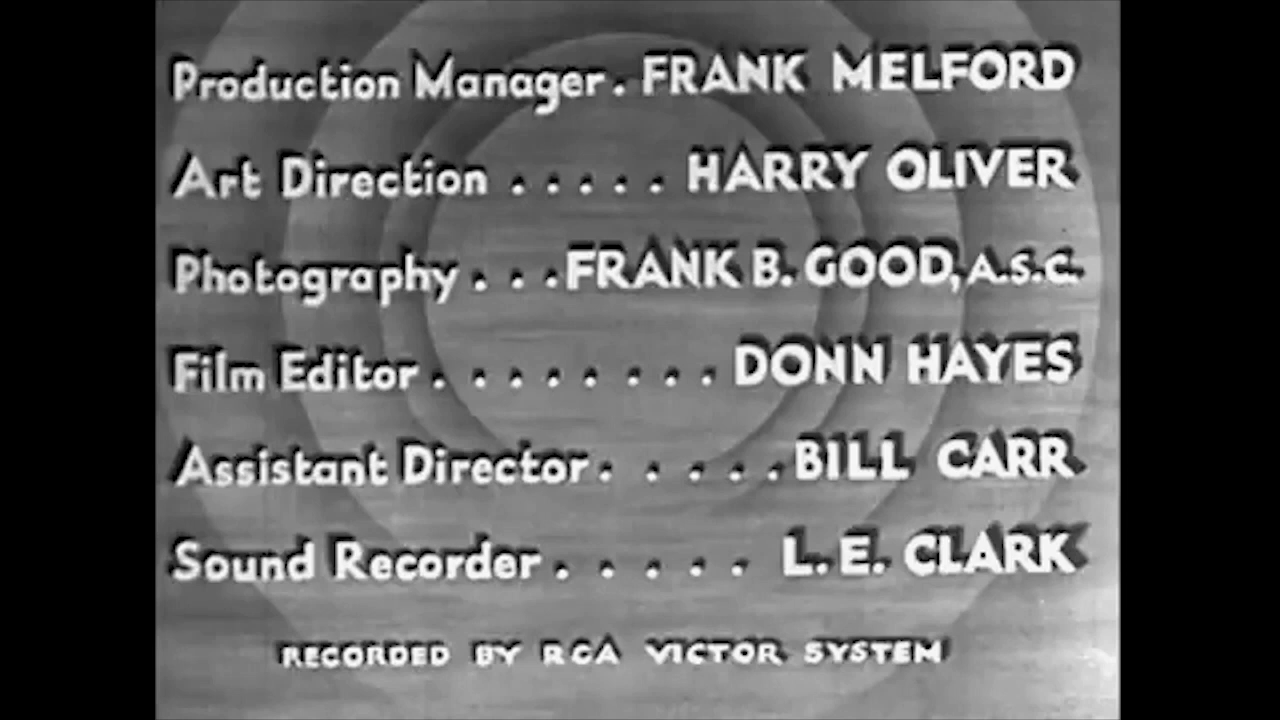 Production Manager. FRANK MELFORD
Art Direction ..... HARRY OLIVER
Photography ...FRANK B. GOOD, A.S.C.
Film Editor ........ DONN HAYES
Assistant Director. ....BILL CARR
Sound Recorder ..... L.E. CLARK
RECORDED BY RCA VICTOR SYSTEM